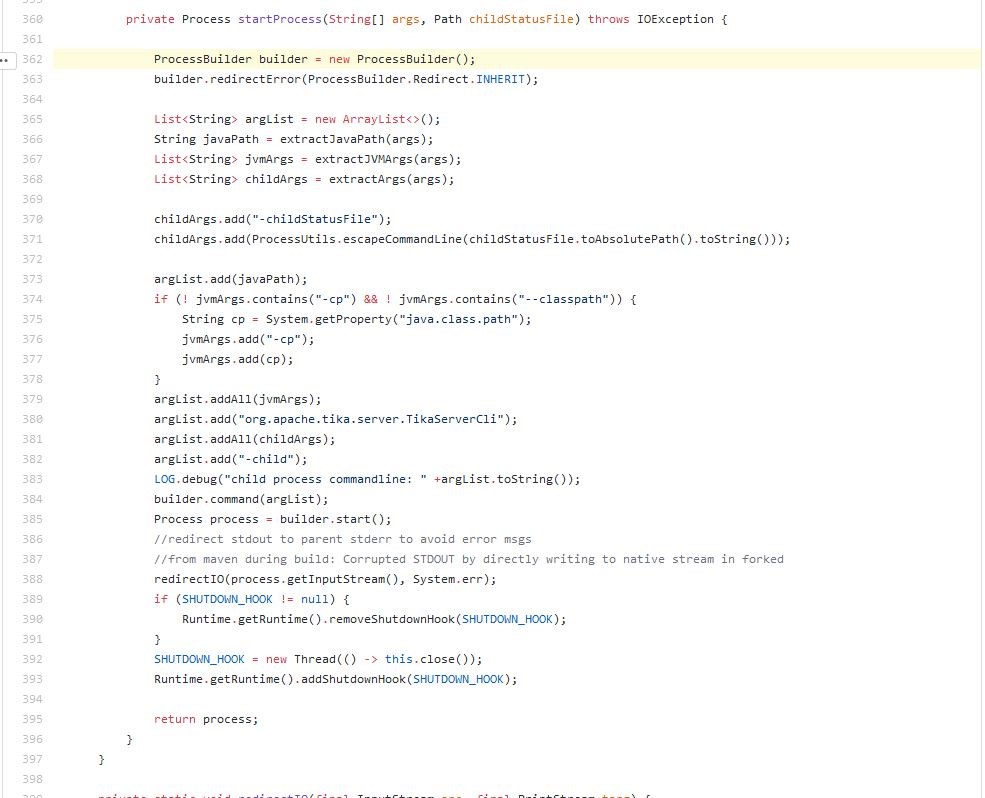 360 private Process startProcess(String[] args, Path childStatusFile) throws IOException {
361
362 ProcessBuilder builder = new ProcessBuilder();
363 builder.redirectError(ProcessBuilder.Redirect.INHERIT);
364
365 List<String> argList = new ArrayList<>();
366 String javaPath = extractJavaPath(args);
367 List<String> jvmArgs = extractJVMArgs(args);
368 List<String> childArgs = extractArgs(args);
369
370 childArgs.add("-childStatusFile");
371 childArgs.add(ProcessUtils.escapeCommandLine(childStatusFile.toAbsolutePath().toString()));
372
373 argList.add(javaPath);
374 if (! jvmArgs.contains("-cp") && ! jvmArgs.contains("--classpath")) {
375 String cp = System.getProperty("java.class.path");
376 jvmArgs.add("-cp");
377 jvmArgs.add(cp);
378 }
379 argList.addAll(jvmArgs);
380 argList.add("org.apache.tika.server.TikaServerCli");
381 argList.addAll(childArgs);
382 argList.add("-child");
383 LOG.debug("child process commandline: " +argList.toString());
384 builder.command(argList);
385 Process process = builder.start();
386 //redirect stdout to parent stderr to avoid error msgs
387 //from maven during build: Corrupted STDOUT by directly writing to native stream in forked
388 redirectIO(process.getInputStream(), System.err);
389 if (SHUTDOWN_HOOK != null) {
390 Runtime.getRuntime().removeShutdownHook(SHUTDOWN_HOOK);
391 }
392 SHUTDOWN_HOOK = new Thread(() -> this.close());
393 Runtime.getRuntime().addShutdownHook(SHUTDOWN_HOOK);
394
395 return process;
396 }
397 }
398